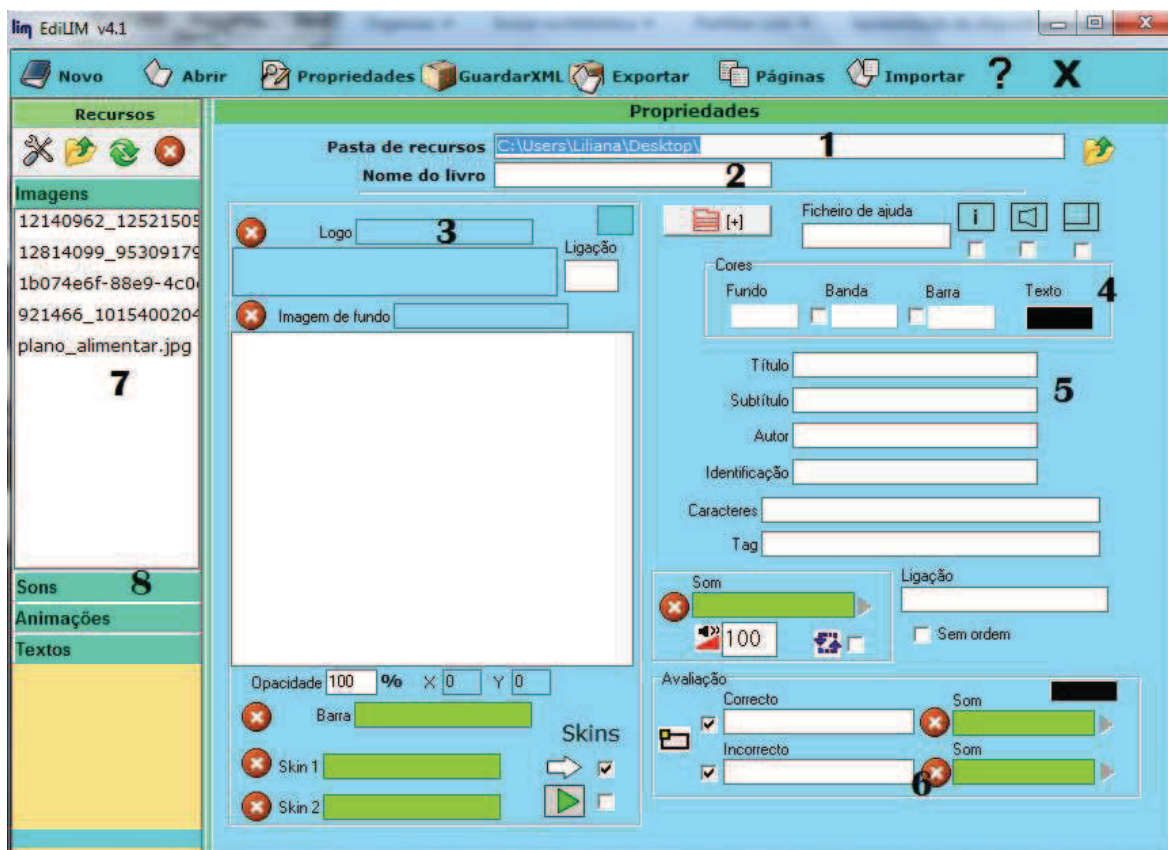 lim EdiLIM v4.1
Novo Abrir Propriedades GuardarXML Exportar Páginas Importar ? X
Recursos
Propriedades
Pasta de recursos C:\Users\Liliana\Desktop\ 1
Nome do livro 2
Imagens
12140962_12521505
12814099_95309179
1b074e6f-88e9-4c0
921466_1015400204
plano_alimentar.jpg
7
Sons 8
Animações
Textos
Logo 3
Ligação
Imagem de fundo
Opacidade 100 % X 0 Y 0
Barra
Skins
Skin 1
Skin 2
[+] Ficheiro de ajuda i
Cores
Fundo Banda Barra Texto 4
Título
Subtítulo 5
Autor
Identificação
Caracteres
Tag
Som
100
Ligação
Sem ordem
Avaliação
Correcto Som
Incorrecto Som
6